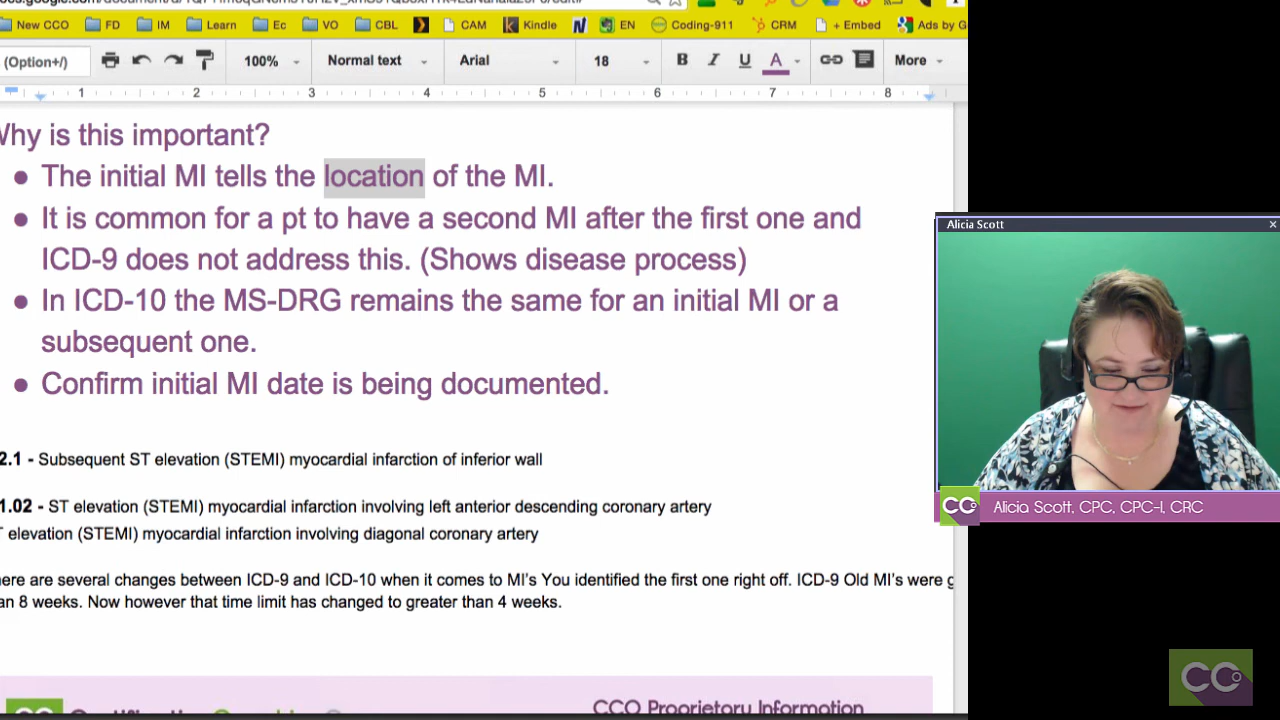 New CCO FD IM Learn Ec VO CBL CAM Kindle EN Coding-911 CRM + Embed Ads by G
(Option+/) 100% Normal text Arial 18 B I U A More
1 2 3 4 5 6 7 8
Why is this important?
● The initial MI tells the location of the MI.
● It is common for a pt to have a second MI after the first one and
ICD-9 does not address this. (Shows disease process)
● In ICD-10 the MS-DRG remains the same for an initial MI or a
subsequent one.
● Confirm initial MI date is being documented.
2.1 - Subsequent ST elevation (STEMI) myocardial infarction of inferior wall
1.02 - ST elevation (STEMI) myocardial infarction involving left anterior descending coronary artery
T elevation (STEMI) myocardial infarction involving diagonal coronary artery
here are several changes between ICD-9 and ICD-10 when it comes to MI's You identified the first one right off. ICD-9 Old MI's were g
an 8 weeks. Now however that time limit has changed to greater than 4 weeks.
CCO Proprietary Information
Alicia Scott
CCO Alicia Scott, CPC, CPC-I, CRC
CCO